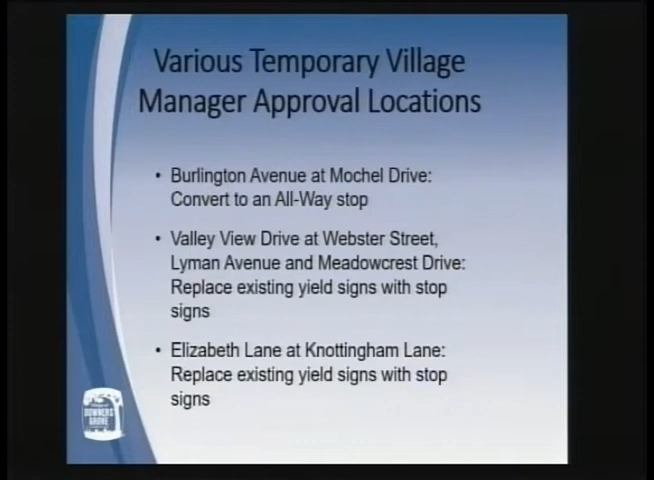 Various Temporary Village
Manager Approval Locations
• Burlington Avenue at Mochel Drive:
Convert to an All-Way stop
• Valley View Drive at Webster Street,
Lyman Avenue and Meadowcrest Drive:
Replace existing yield signs with stop
signs
• Elizabeth Lane at Knottingham Lane:
Replace existing yield signs with stop
signs
DOWNERS
GROVE